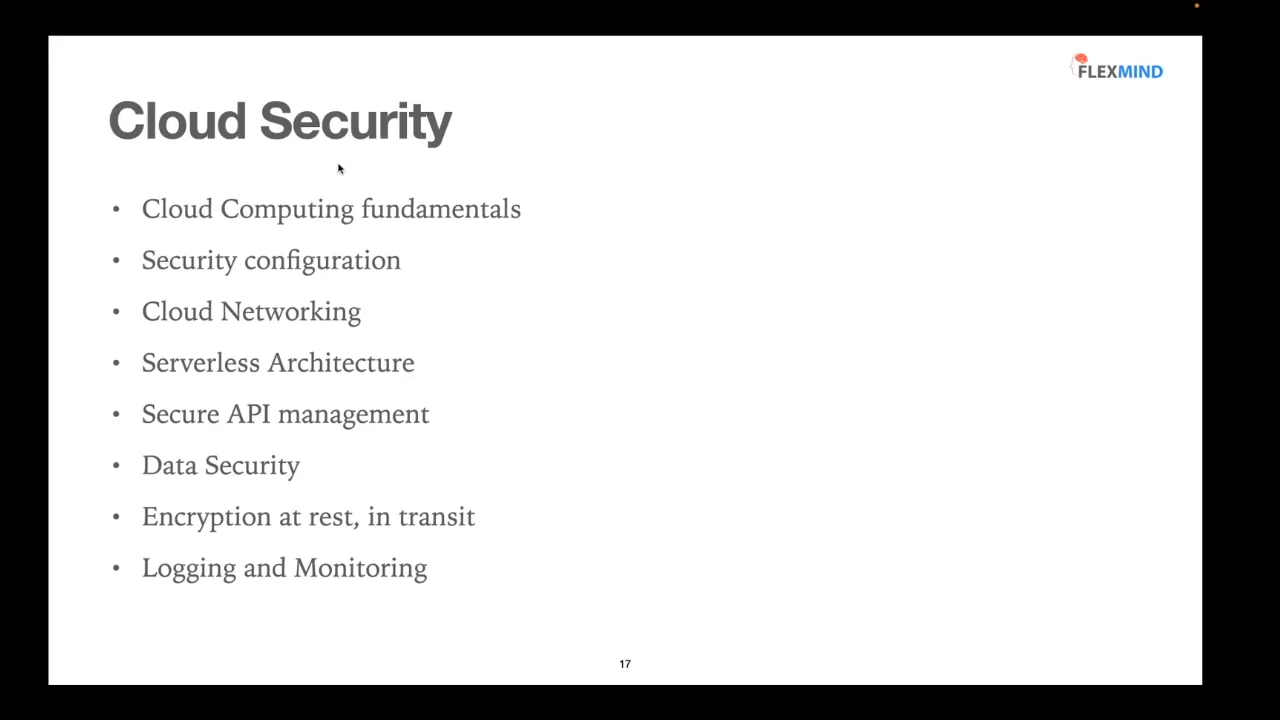 FLEXMIND
Cloud Security
• Cloud Computing fundamentals
• Security configuration
• Cloud Networking
• Serverless Architecture
• Secure API management
• Data Security
• Encryption at rest, in transit
• Logging and Monitoring
17